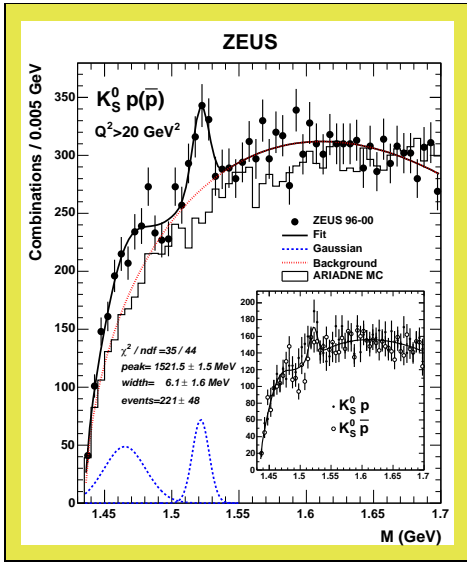 ZEUS
Combinations / 0.005 GeV
350
300
250
200
150
100
50
0
K⁰_S p(p̅)
Q²>20 GeV²
ZEUS 96-00
Fit
Gaussian
Background
ARIADNE MC
χ² / ndf =35 / 44
peak= 1521.5 ± 1.5 MeV
width= 6.1 ± 1.6 MeV
events=221 ± 48
200
180
160
140
120
100
80
60
40
20
0
K⁰_S p
K⁰_S p̅
1.45 1.5 1.55 1.6 1.65 1.7
1.45 1.5 1.55 1.6 1.65 1.7
M (GeV)